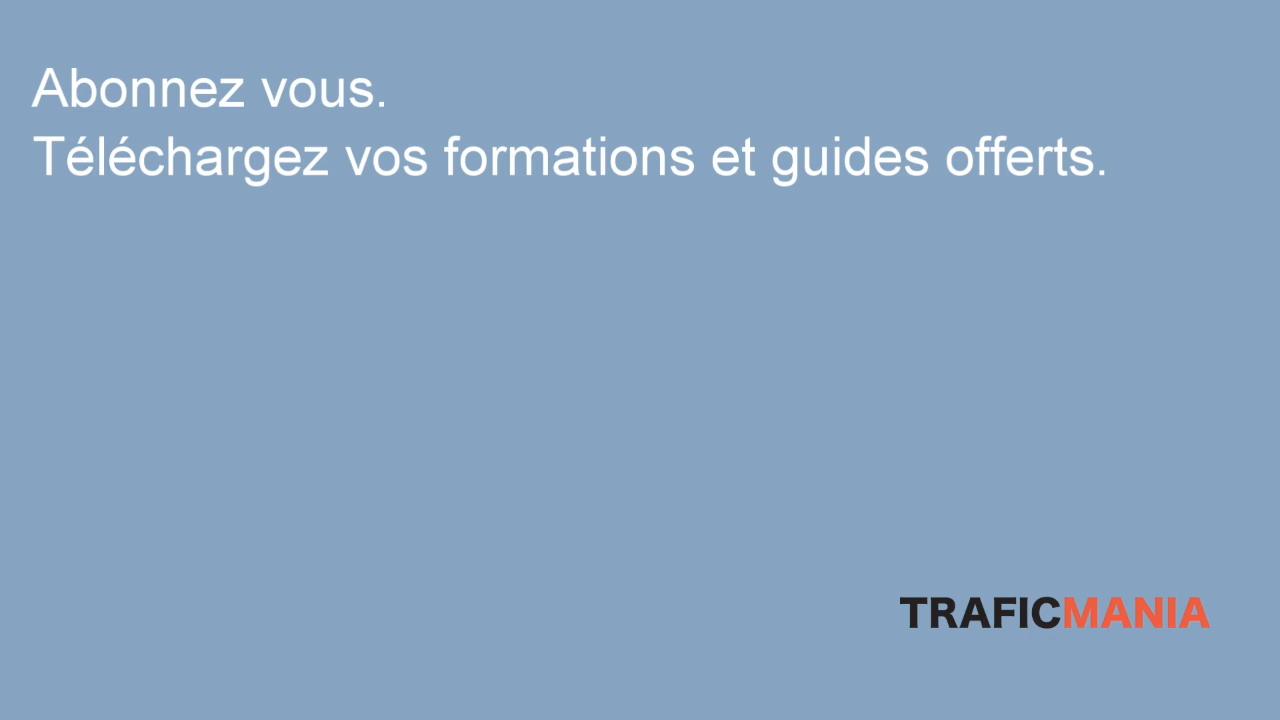 Abonnez vous.
Téléchargez vos formations et guides offerts.
TRAFICMANIA